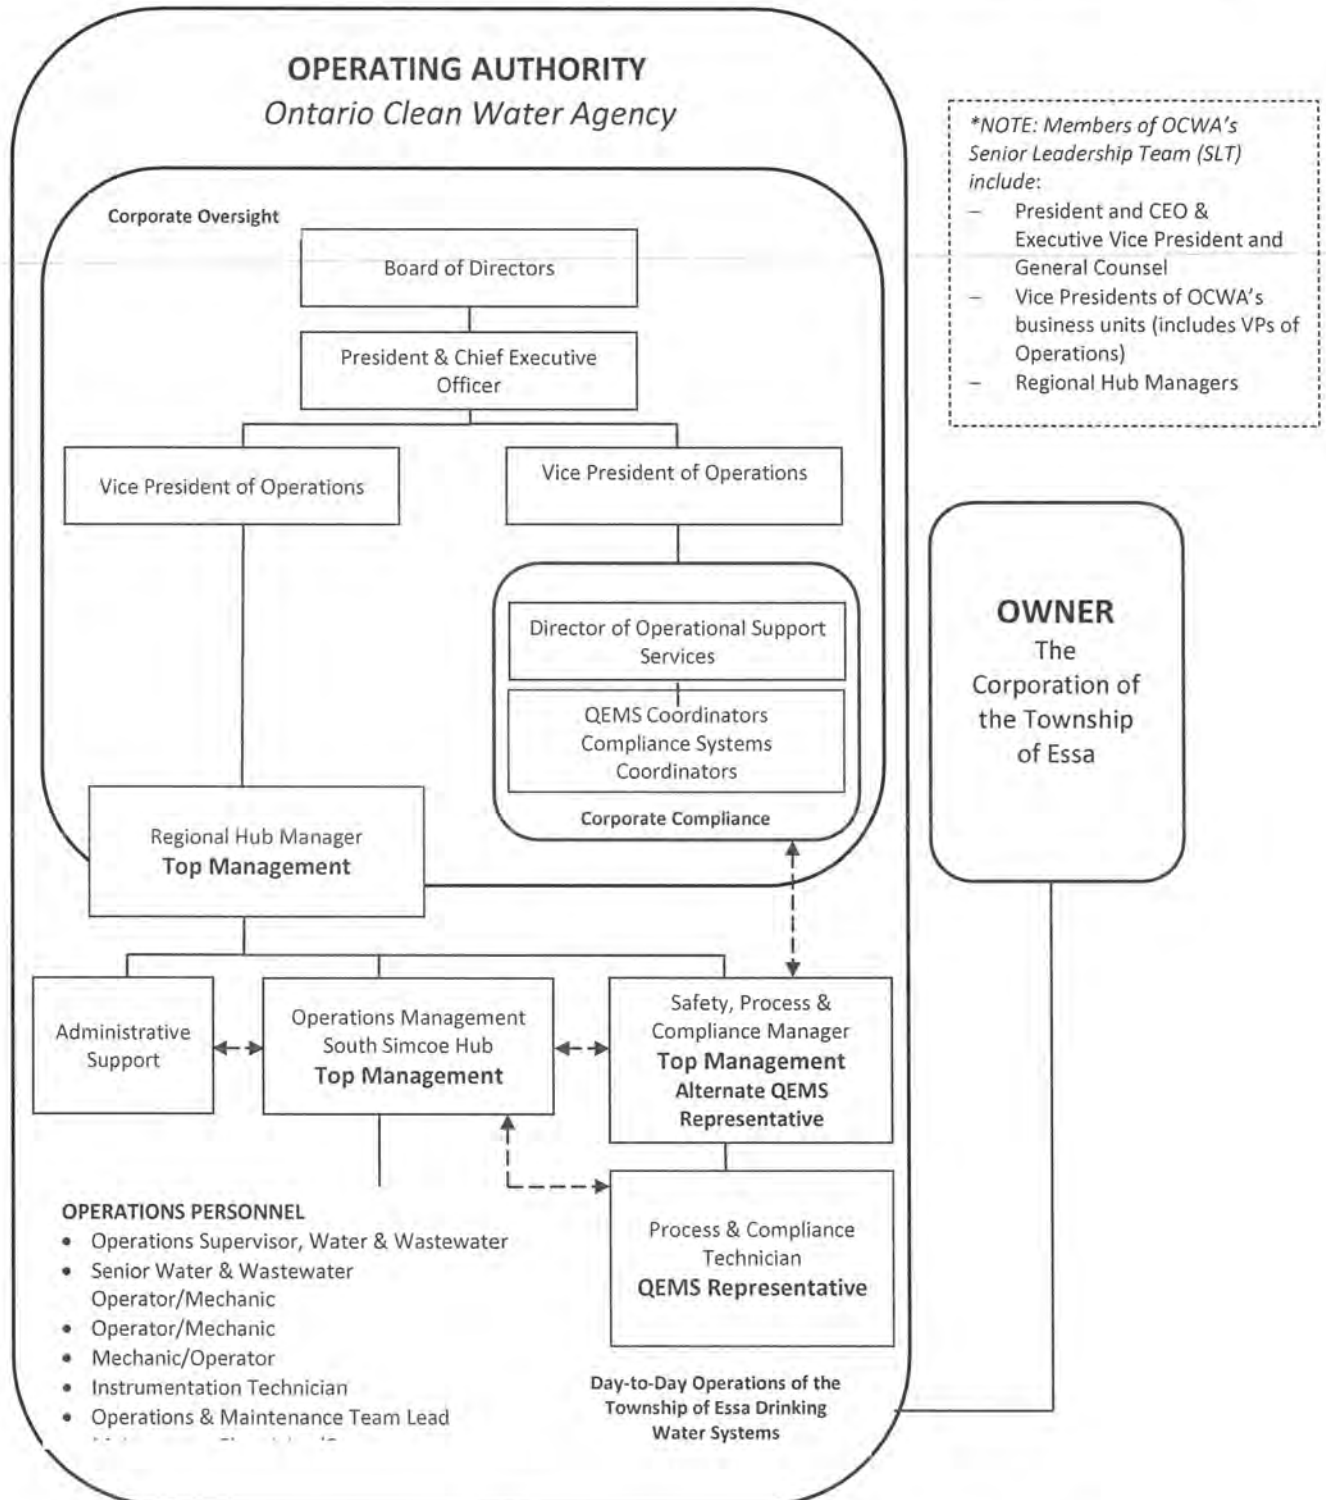 OPERATING AUTHORITY
Ontario Clean Water Agency
*NOTE: Members of OCWA's
Senior Leadership Team (SLT)
include:
– President and CEO &
Executive Vice President and
General Counsel
– Vice Presidents of OCWA's
business units (includes VPs of
Operations)
– Regional Hub Managers
Corporate Oversight
Board of Directors
President & Chief Executive
Officer
Vice President of Operations
Vice President of Operations
Director of Operational Support
Services
QEMS Coordinators
Compliance Systems
Coordinators
Corporate Compliance
OWNER
The
Corporation of
the Township
of Essa
Regional Hub Manager
Top Management
Administrative
Support
Operations Management
South Simcoe Hub
Top Management
Safety, Process &
Compliance Manager
Top Management
Alternate QEMS
Representative
Process & Compliance
Technician
QEMS Representative
OPERATIONS PERSONNEL
• Operations Supervisor, Water & Wastewater
• Senior Water & Wastewater
Operator/Mechanic
• Operator/Mechanic
• Mechanic/Operator
• Instrumentation Technician
• Operations & Maintenance Team Lead
Day-to-Day Operations of the
Township of Essa Drinking
Water Systems